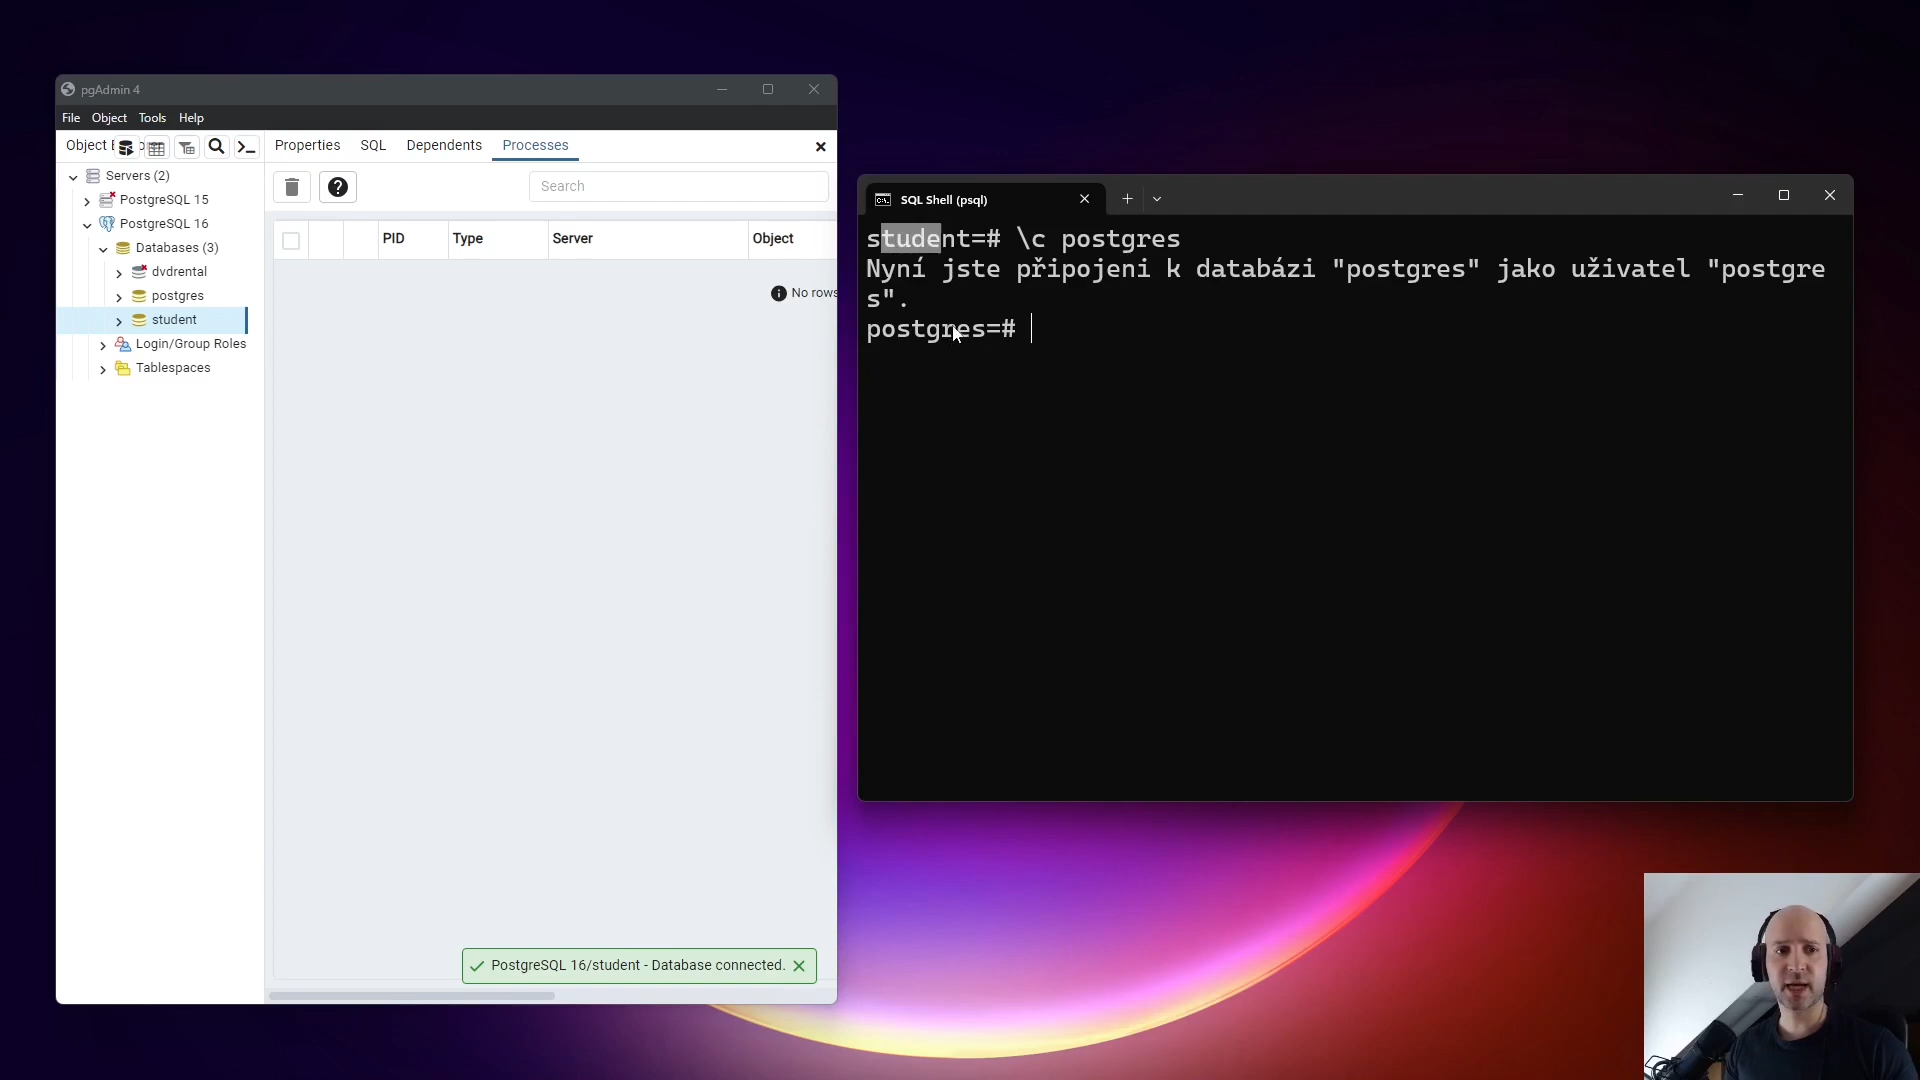 pgAdmin 4
File Object Tools Help
Object E
Properties SQL Dependents Processes
Servers (2)
PostgreSQL 15
PostgreSQL 16
Databases (3)
dvdrental
postgres
student
Login/Group Roles
Tablespaces
Search
PID Type Server Object
No rows
PostgreSQL 16/student - Database connected.
SQL Shell (psql)
student=# \c postgres
Nyní jste připojeni k databázi "postgres" jako uživatel "postgre
s".
postgres=#